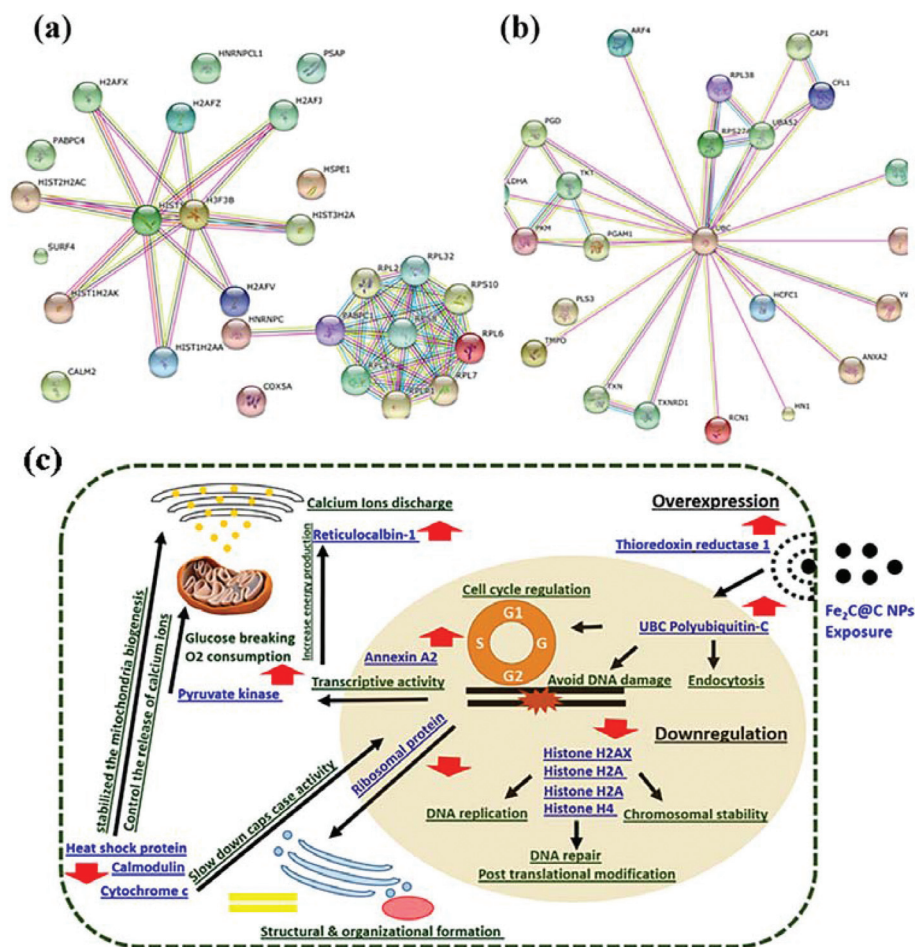 (a)
HNRNPCL1
PSAP
H2AFX
H2AFZ
H2AFJ
PABPC4
HSPE1
HIST2H2AC
H3F3B
HIST3H2A
SURF4
HIST1H2AK
H2AFV
RPL32
RPS10
HNRNPC
PABPC1
RPL6
HIST1H2AA
RPL7
CALM2
COX5A
(b)
ARF4
CAP1
RPL38
CFL1
PGD
RPS27A
UBA52
LDHA
TKT
PKM
PGAM1
UBC
HCFC1
PLS3
TMPO
ANXA2
TXN
TXNRD1
RCN1
HN1
(c)
Calcium Ions discharge
Reticulocalbin-1
Overexpression
Thioredoxin reductase 1
Fe2C@C NPs
Exposure
stabilized the mitochondria biogenesis
Control the release of calcium ions
Increase energy production
Cell cycle regulation
G1
S
G
G2
UBC Polyubiquitin-C
Glucose breaking
O2 consumption
Annexin A2
Pyruvate kinase
Transcriptive activity
Avoid DNA damage
Endocytosis
Downregulation
Ribosomal protein
Histone H2AX
Histone H2A
Histone H2A
Histone H4
DNA replication
Chromosomal stability
DNA repair
Post translational modification
Slow down caps case activity
Heat shock protein
Calmodulin
Cytochrome c
Structural & organizational formation